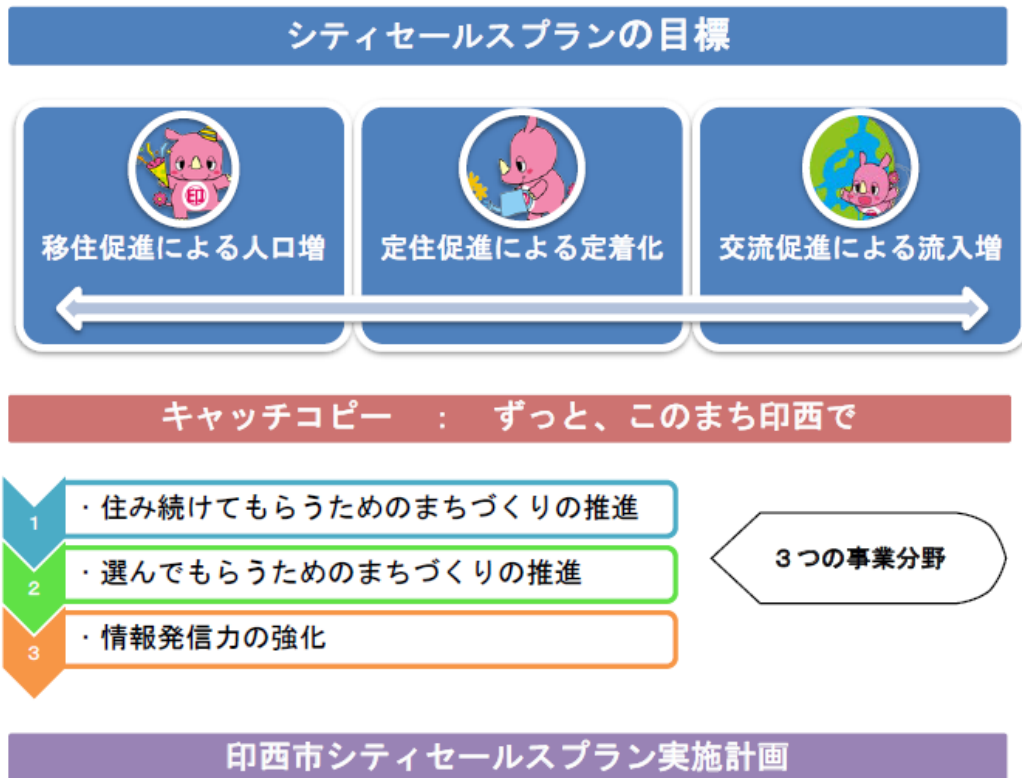 シティセールスプランの目標
印
移住促進による人口増
定住促進による定着化
交流促進による流入増
キャッチコピー　：　ずっと、このまち印西で
1
・住み続けてもらうためのまちづくりの推進
2
・選んでもらうためのまちづくりの推進
3
・情報発信力の強化
３つの事業分野
印西市シティセールスプラン実施計画